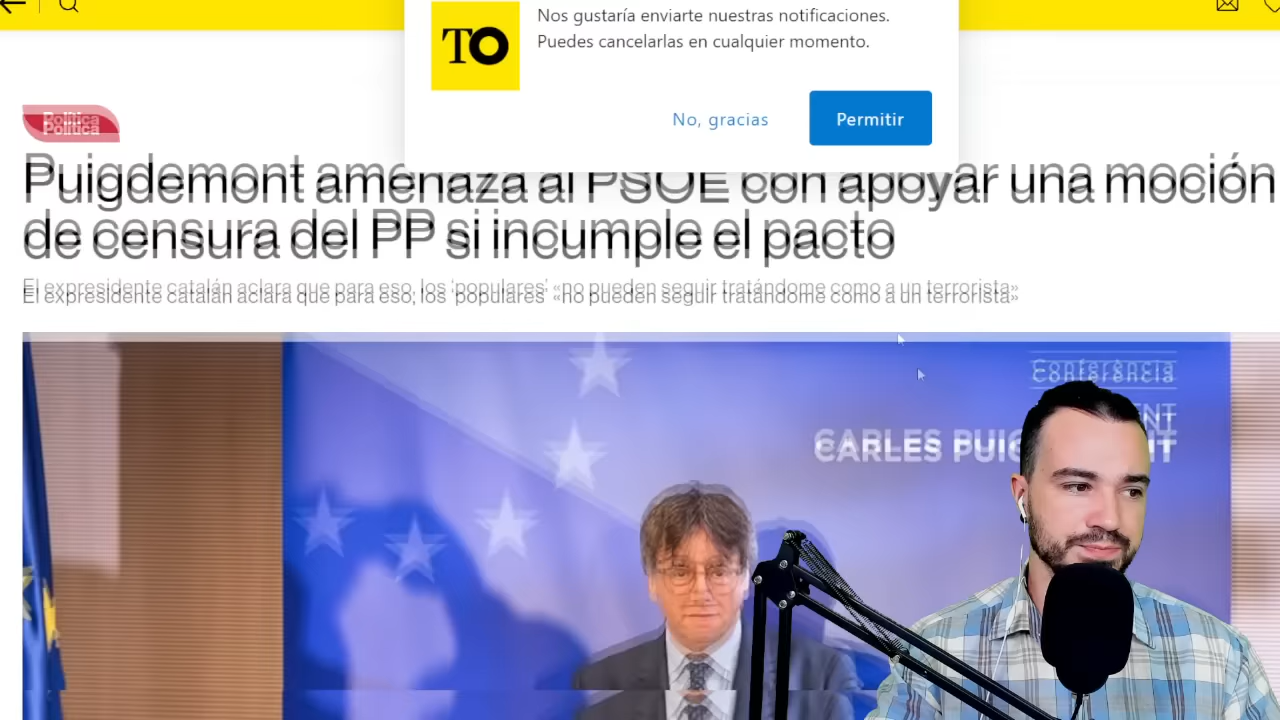 Nos gustaría enviarte nuestras notificaciones.
Puedes cancelarlas en cualquier momento.
TO
No, gracias
Permitir
Política
Puigdemont amenaza al PSOE con apoyar una moción
de censura del PP si incumple el pacto
El expresidente catalán aclara que para eso, los 'populares' «no pueden seguir tratándome como a un terrorista»
Conferència
CARLES